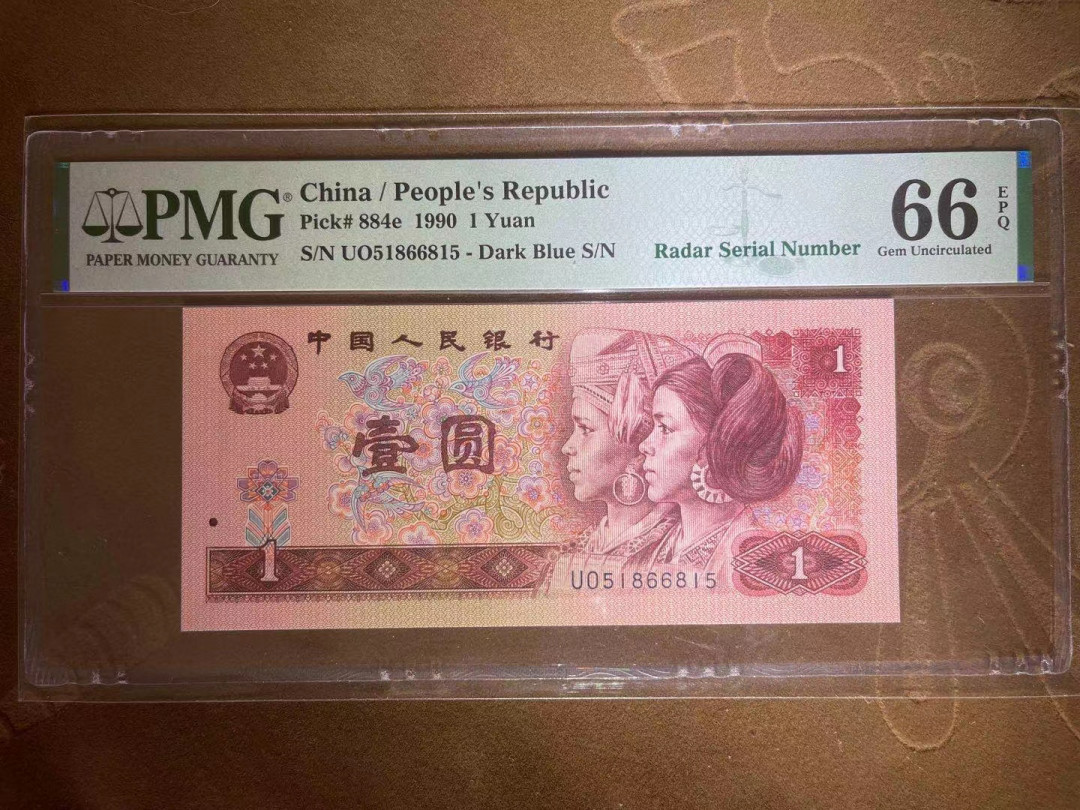 PMG®
PAPER MONEY GUARANTY
China / People's Republic
Pick# 884e 1990 1 Yuan
S/N UO51866815 - Dark Blue S/N
Radar Serial Number
66
EPQ
Gem Uncirculated
中国人民银行
1
壹圆
1
UO51866815
1